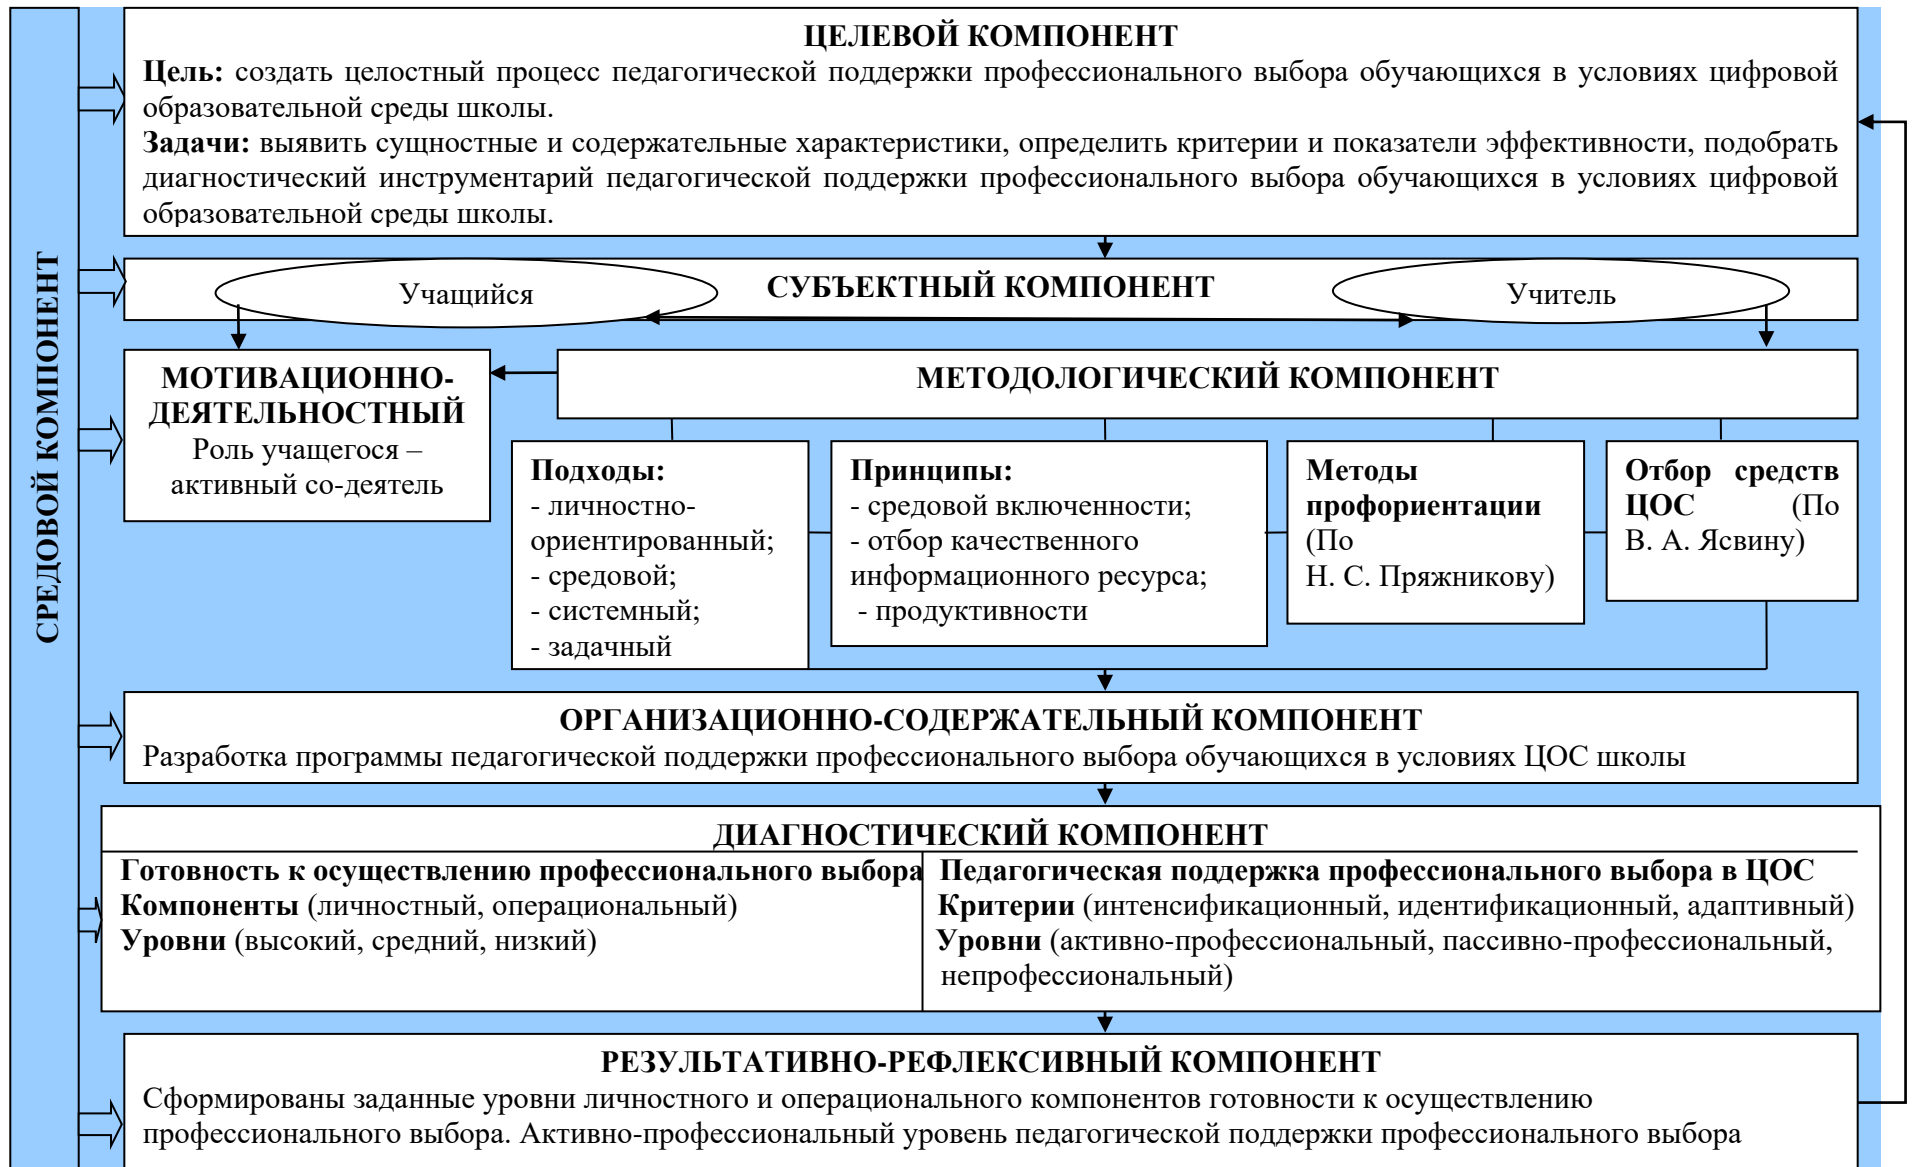 СРЕДОВОЙ КОМПОНЕНТ
ЦЕЛЕВОЙ КОМПОНЕНТ
Цель: создать целостный процесс педагогической поддержки профессионального выбора обучающихся в условиях цифровой
образовательной среды школы.
Задачи: выявить сущностные и содержательные характеристики, определить критерии и показатели эффективности, подобрать
диагностический инструментарий педагогической поддержки профессионального выбора обучающихся в условиях цифровой
образовательной среды школы.
Учащийся
СУБЪЕКТНЫЙ КОМПОНЕНТ
Учитель
МОТИВАЦИОННО-
ДЕЯТЕЛЬНОСТНЫЙ
Роль учащегося –
активный со-деятель
МЕТОДОЛОГИЧЕСКИЙ КОМПОНЕНТ
Подходы:
- личностно-
ориентированный;
- средовой;
- системный;
- задачный
Принципы:
- средовой включенности;
- отбор качественного
информационного ресурса;
- продуктивности
Методы
профориентации
(По
Н. С. Пряжникову)
Отбор средств
ЦОС (По
В. А. Ясвину)
ОРГАНИЗАЦИОННО-СОДЕРЖАТЕЛЬНЫЙ КОМПОНЕНТ
Разработка программы педагогической поддержки профессионального выбора обучающихся в условиях ЦОС школы
ДИАГНОСТИЧЕСКИЙ КОМПОНЕНТ
Готовность к осуществлению профессионального выбора
Компоненты (личностный, операциональный)
Уровни (высокий, средний, низкий)
Педагогическая поддержка профессионального выбора в ЦОС
Критерии (интенсификационный, идентификационный, адаптивный)
Уровни (активно-профессиональный, пассивно-профессиональный,
непрофессиональный)
РЕЗУЛЬТАТИВНО-РЕФЛЕКСИВНЫЙ КОМПОНЕНТ
Сформированы заданные уровни личностного и операционального компонентов готовности к осуществлению
профессионального выбора. Активно-профессиональный уровень педагогической поддержки профессионального выбора